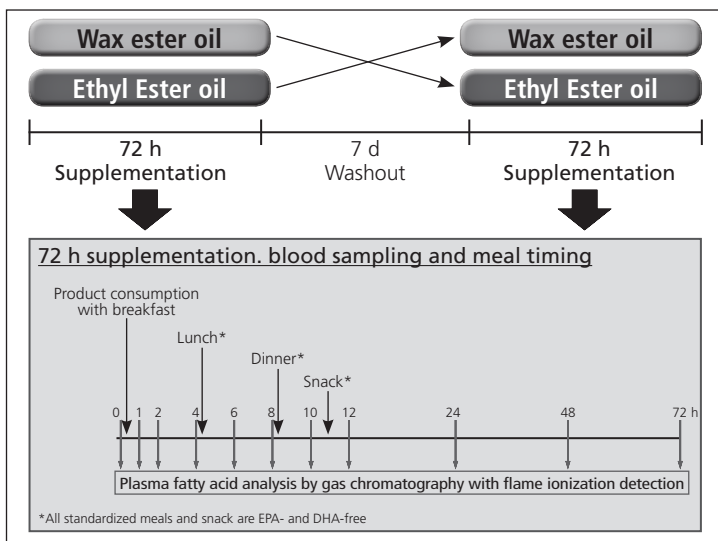 Wax ester oil Wax ester oil
Ethyl Ester oil Ethyl Ester oil
72 h 7 d 72 h
Supplementation Washout Supplementation
72 h supplementation. blood sampling and meal timing
Product consumption
with breakfast
Lunch*
Dinner*
Snack*
0 1 2 4 6 8 10 12 24 48 72 h
Plasma fatty acid analysis by gas chromatography with flame ionization detection
*All standardized meals and snack are EPA- and DHA-free